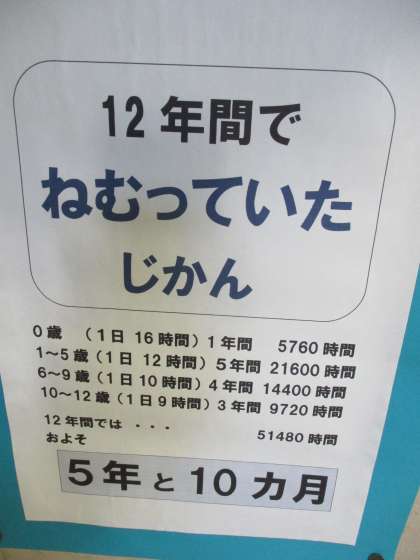 12年間で
ねむっていた
じかん
0歳 （1日 16時間）1年間 5760時間
1～5歳（1日 12時間）5年間 21600時間
6～9歳（1日10時間）4年間 14400時間
10～12歳（1日9時間）3年間 9720時間
12年間では ・・・
およそ 51480時間
5年と10カ月